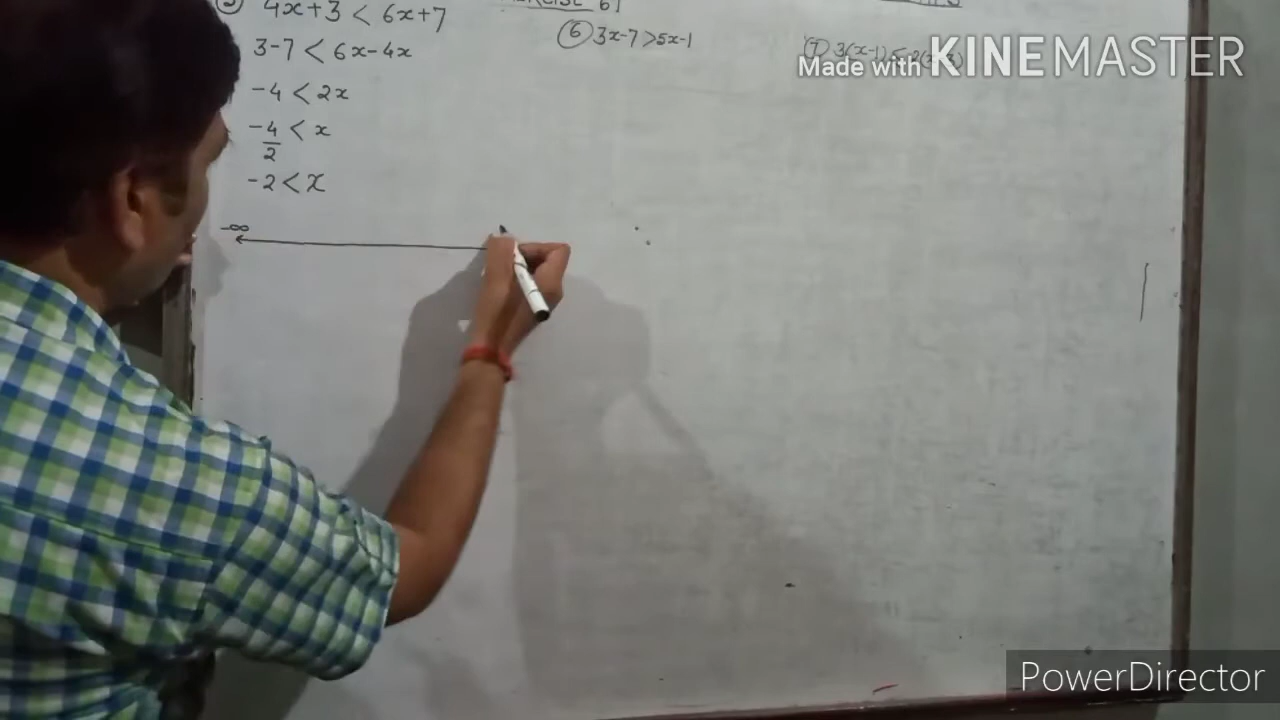 5 4x+3 < 6x+7
3-7 < 6x-4x
-4 < 2x
-4/2 < x
-2 < x
-∞
6 3x-7 >5x-1
7 3(x-1)
Made with KINEMASTER
PowerDirector